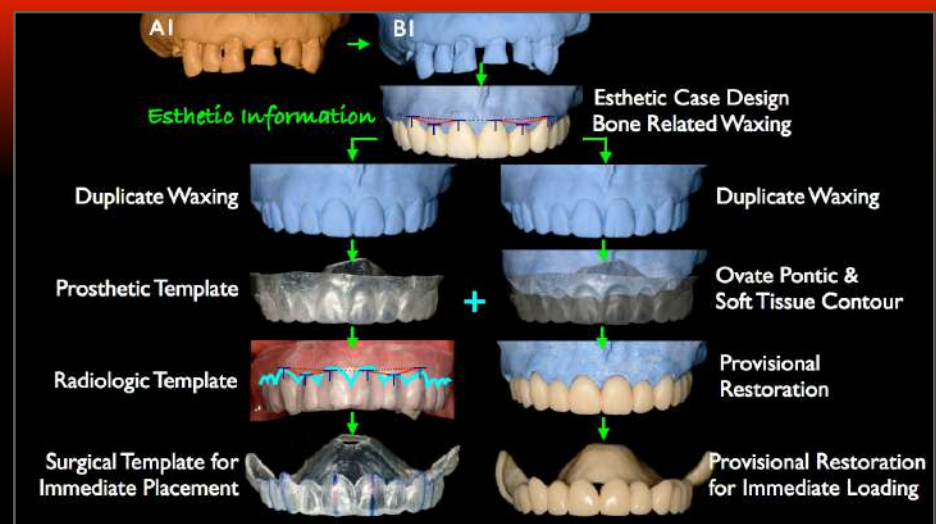 A1
B1
Esthetic Information
Esthetic Case Design
Bone Related Waxing
Duplicate Waxing
Duplicate Waxing
Prosthetic Template
+
Ovate Pontic &
Soft Tissue Contour
Radiologic Template
Provisional
Restoration
Surgical Template for
Immediate Placement
Provisional Restoration
for Immediate Loading